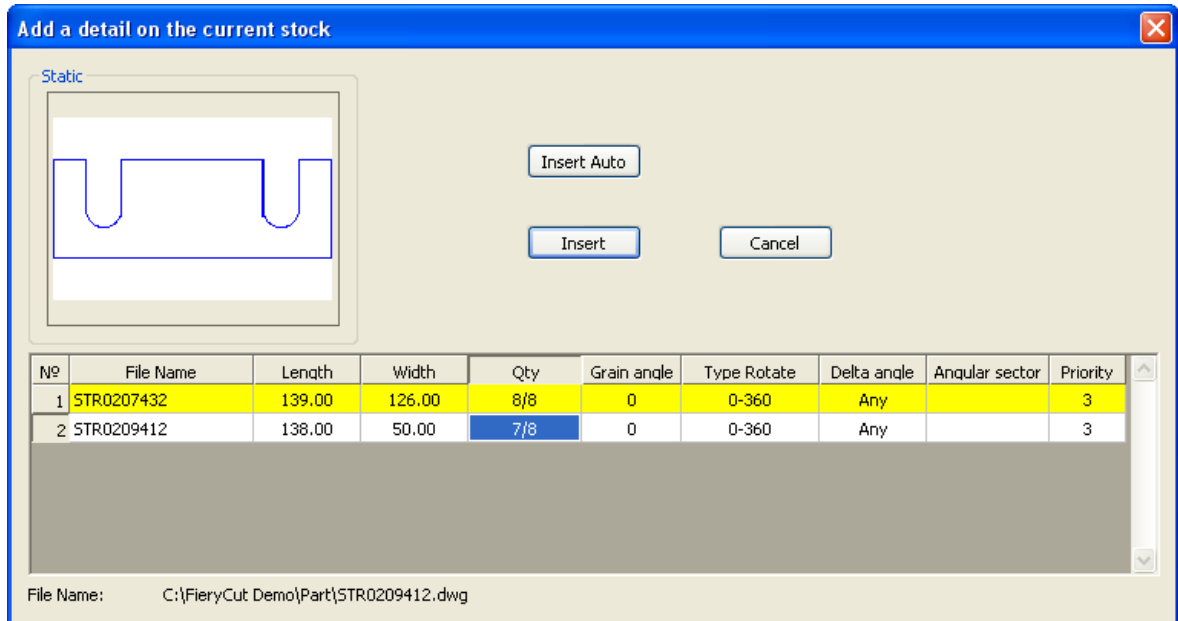 Add a detail on the current stock
Static
Insert Auto
Insert Cancel
Nº File Name Length Width Qty Grain angle Type Rotate Delta angle Angular sector Priority
1 STR0207432 139.00 126.00 8/8 0 0-360 Any 3
2 STR0209412 138.00 50.00 7/8 0 0-360 Any 3
File Name: C:\FieryCut Demo\Part\STR0209412.dwg